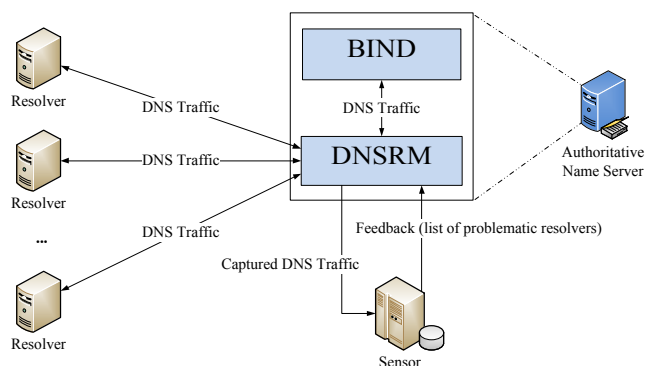 BIND
DNS Traffic
DNSRM
Resolver
DNS Traffic
DNS Traffic
Resolver
DNS Traffic
...
Resolver
Authoritative
Name Server
Feedback (list of problematic resolvers)
Captured DNS Traffic
Sensor